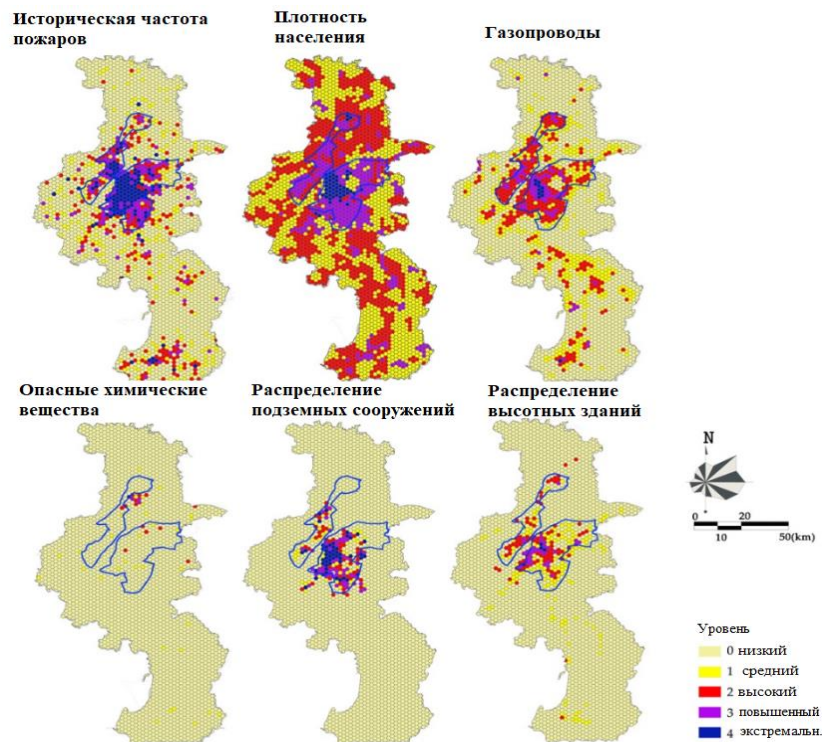 Историческая частота
пожаров
Плотность
населения
Газопроводы
Опасные химические
вещества
Распределение
подземных сооружений
Распределение
высотных зданий
N
0 20
10 50(km)
Уровень
0 низкий
1 средний
2 высокий
3 повышенный
4 экстремальн.